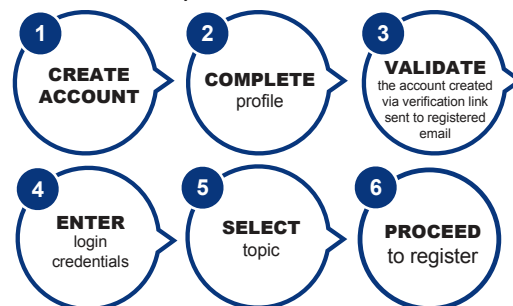 1
CREATE
ACCOUNT
2
COMPLETE
profile
3
VALIDATE
the account created
via verification link
sent to registered
email
4
ENTER
login
credentials
5
SELECT
topic
6
PROCEED
to register